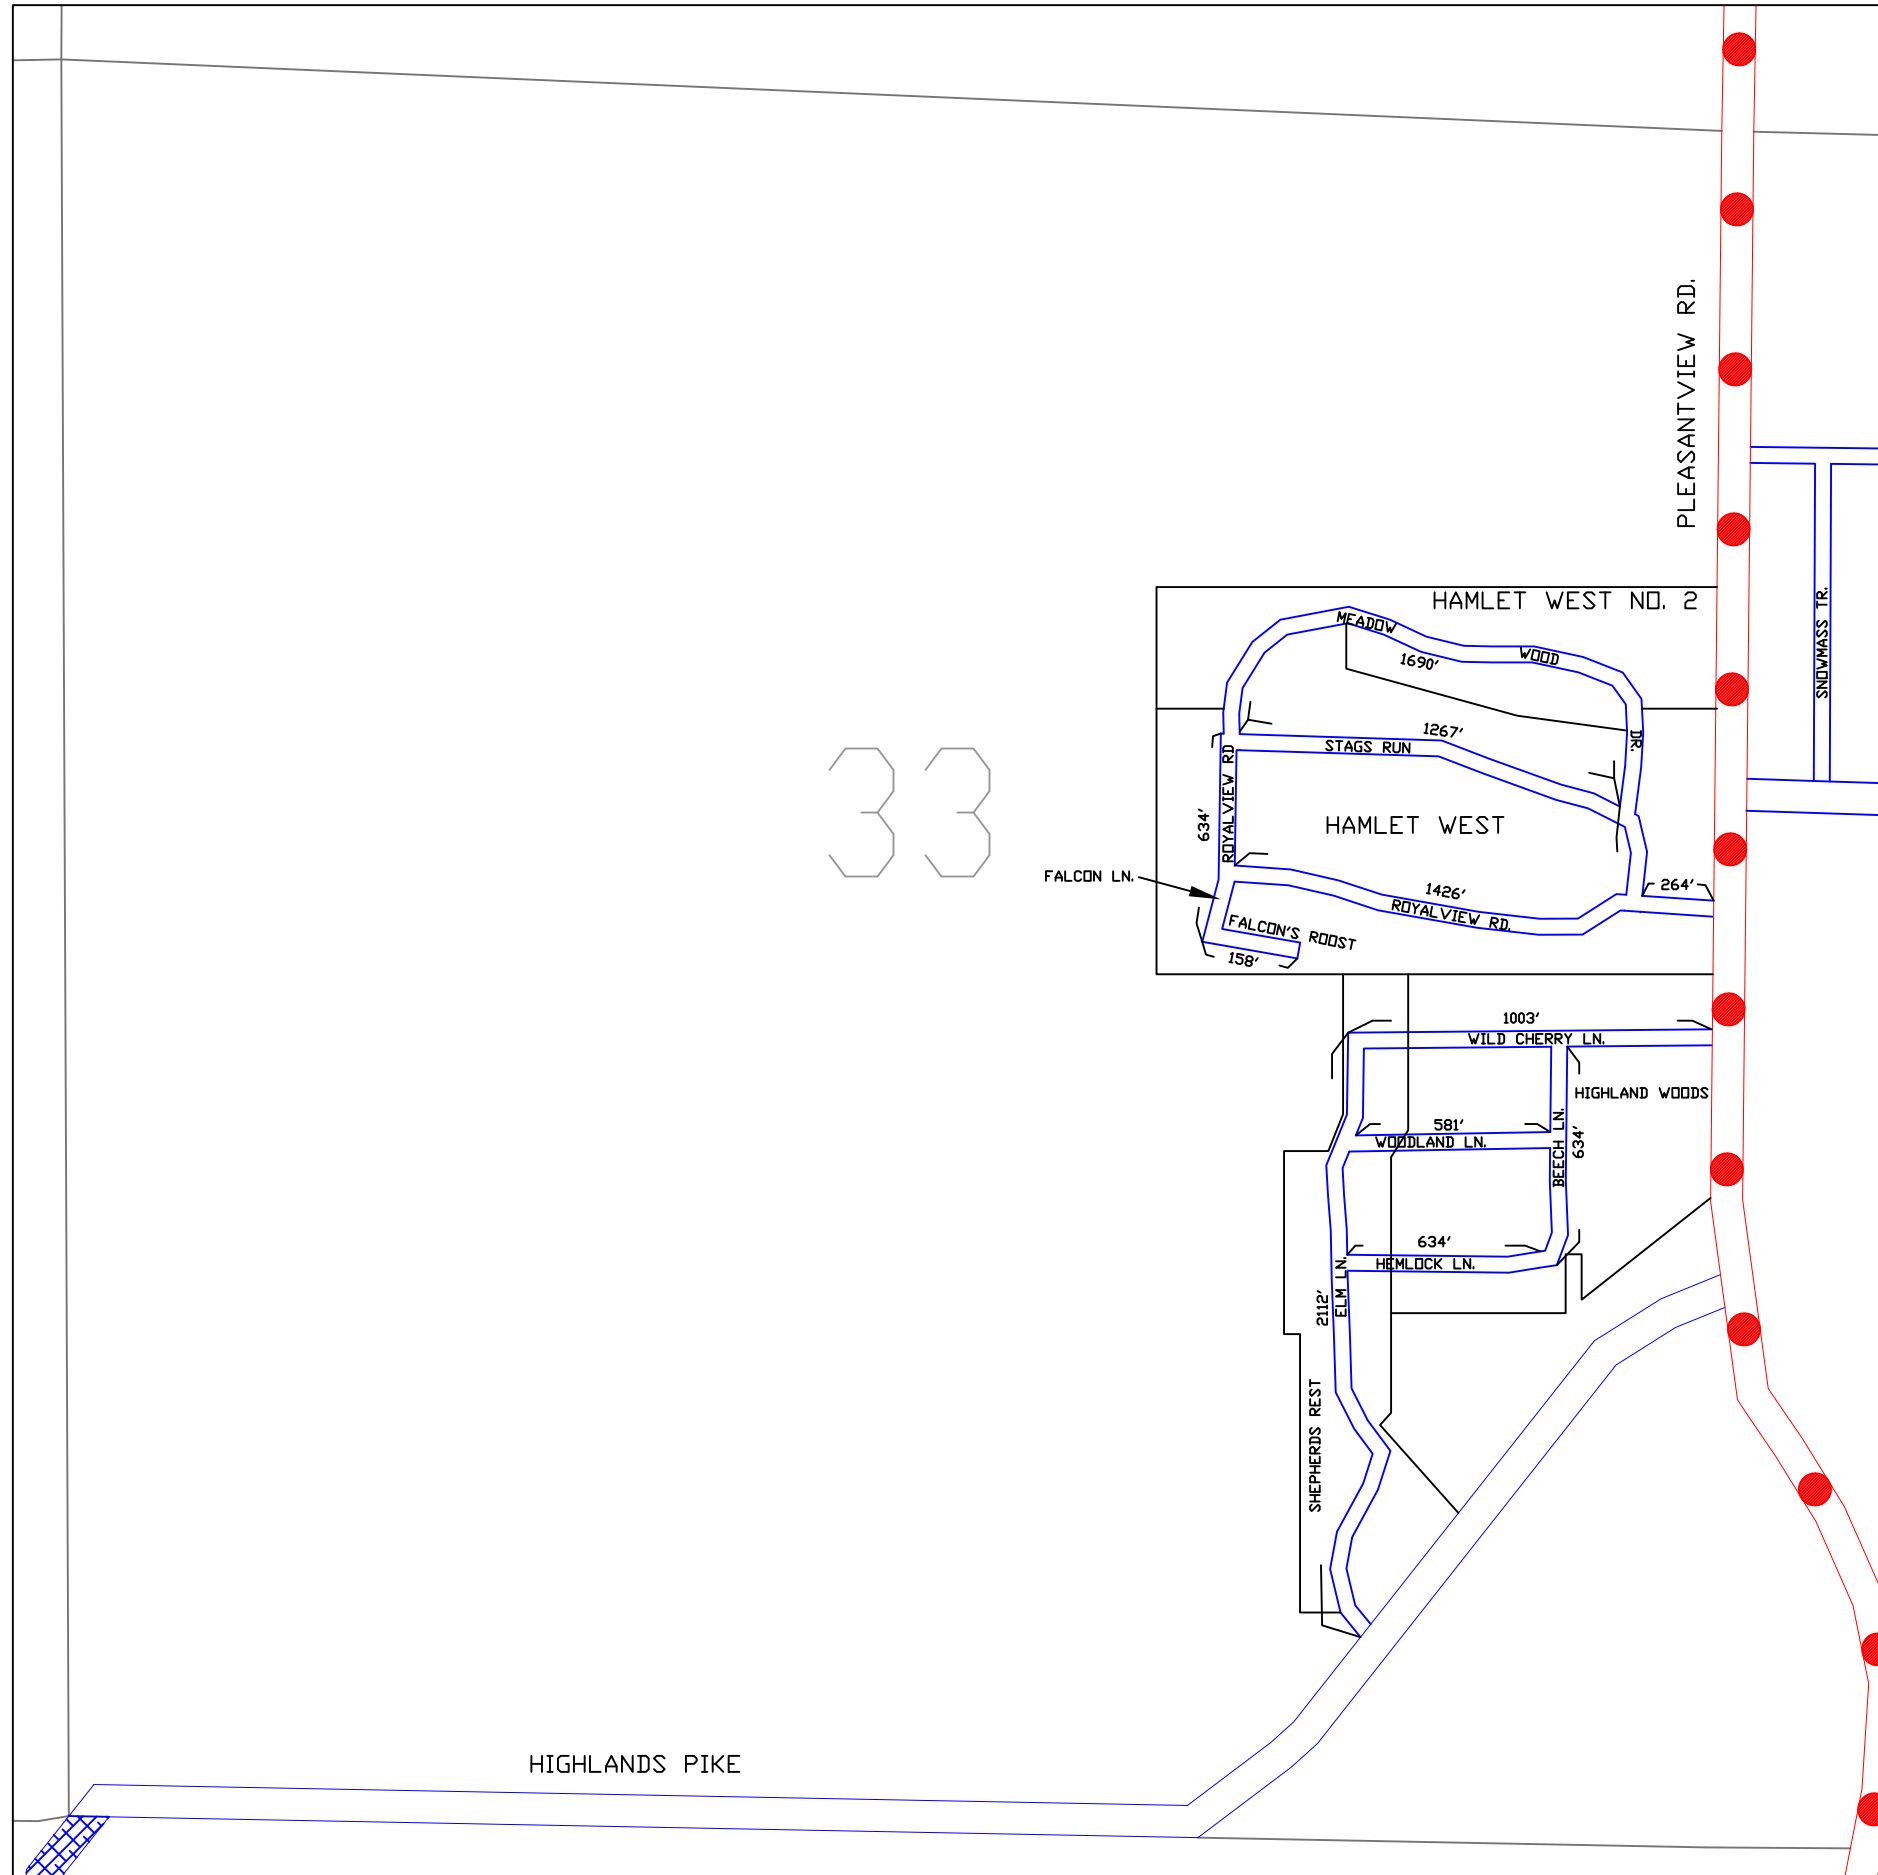 PLEASANTVIEW RD.
HAMLET WEST NO. 2
MEADOW
WOOD
DR.
1690'
SNOWMASS TR.
1267'
STAGS RUN
33
ROYALVIEW RD
634'
HAMLET WEST
FALCON LN.
1426'
264'
ROYALVIEW RD.
FALCON'S ROOST
158'
1003'
WILD CHERRY LN.
HIGHLAND WOODS
581'
WOODLAND LN.
BEECH LN.
634'
634'
HEMLOCK LN.
ELM LN.
2112'
SHEPHERDS REST
HIGHLANDS PIKE